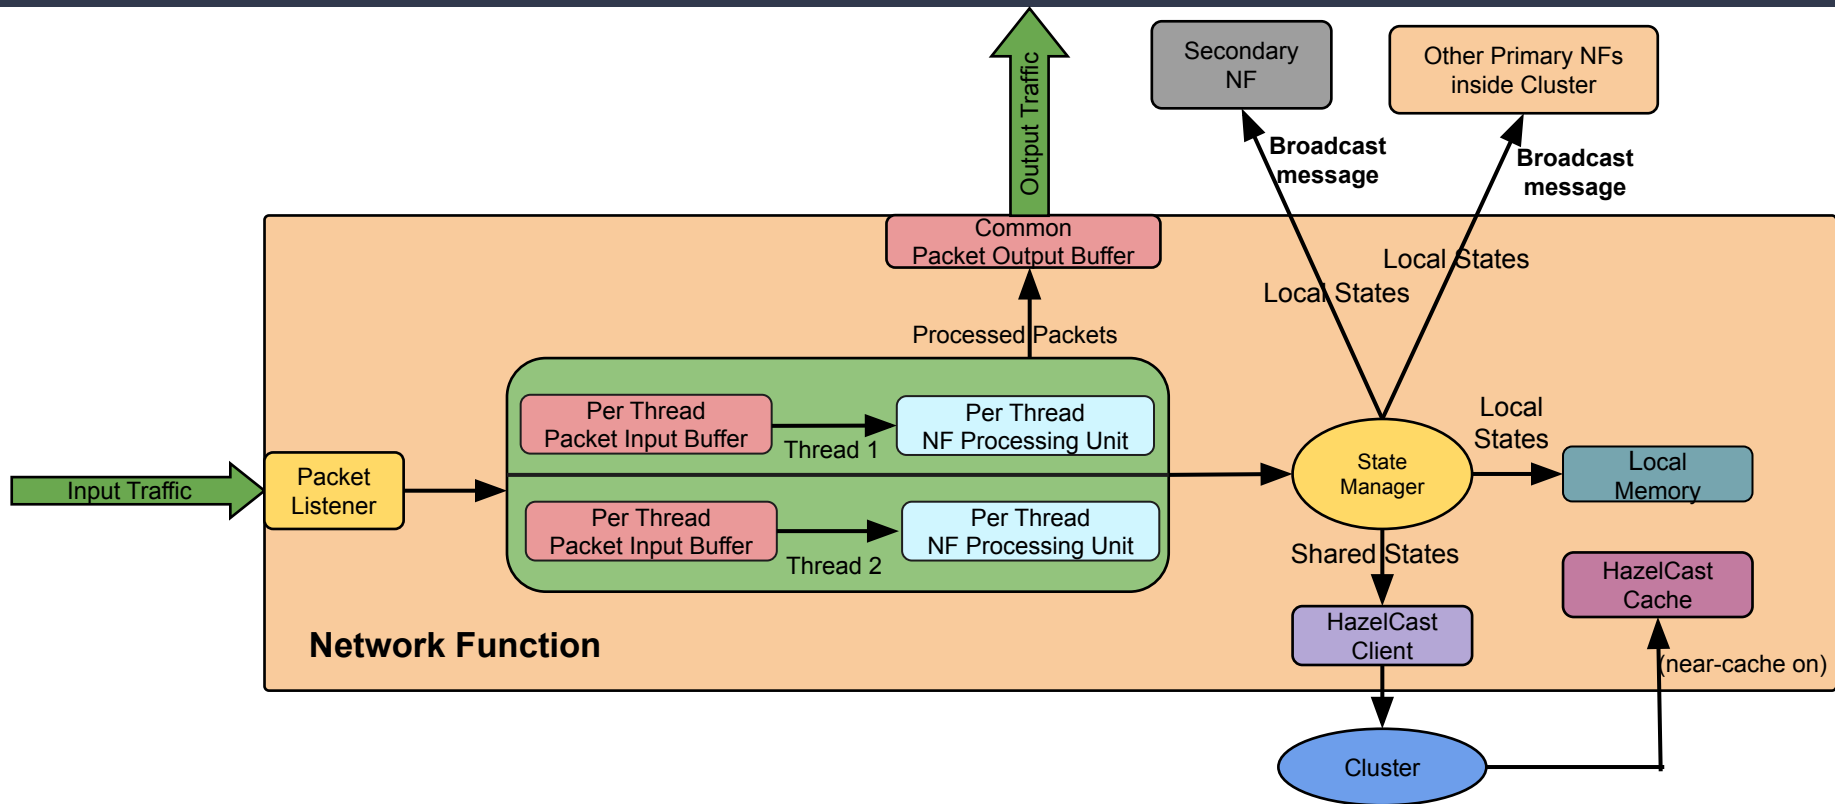 Output Traffic
Secondary
NF
Other Primary NFs
inside Cluster
Broadcast
message
Broadcast
message
Common
Packet Output Buffer
Local States
Local States
Processed Packets
Per Thread
Packet Input Buffer
Thread 1
Per Thread
NF Processing Unit
Local
States
Input Traffic
Packet
Listener
State
Manager
Local
Memory
Per Thread
Packet Input Buffer
Thread 2
Per Thread
NF Processing Unit
Shared States
HazelCast
Cache
HazelCast
Client
Network Function
(near-cache on)
Cluster